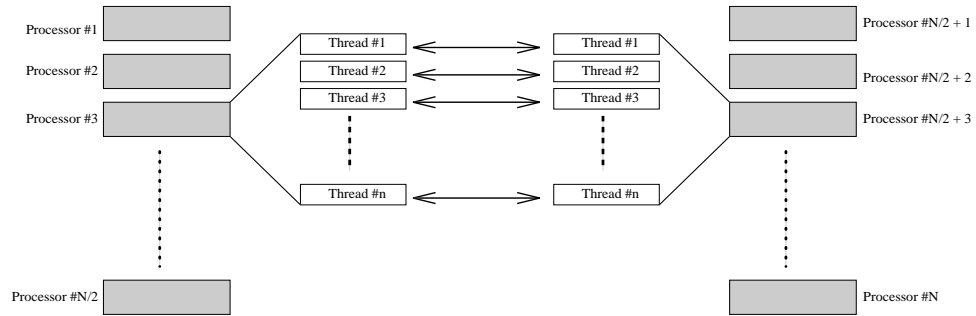 Processor #1
Processor #2
Processor #3
Processor #N/2
Thread #1
Thread #2
Thread #3
Thread #n
Thread #1
Thread #2
Thread #3
Thread #n
Processor #N/2 + 1
Processor #N/2 + 2
Processor #N/2 + 3
Processor #N